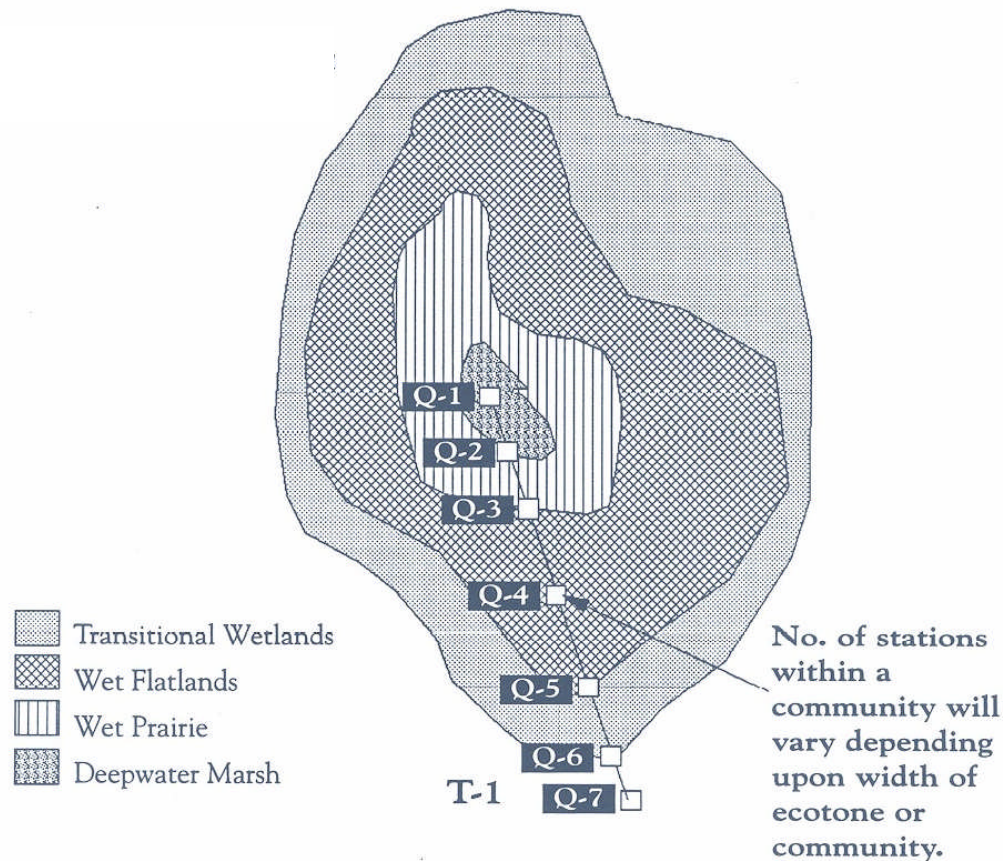 Q-1
Q-2
Q-3
Q-4
Q-5
Q-6
Q-7
T-1
Transitional Wetlands
Wet Flatlands
Wet Prairie
Deepwater Marsh
No. of stations
within a
community will
vary depending
upon width of
ecotone or
community.